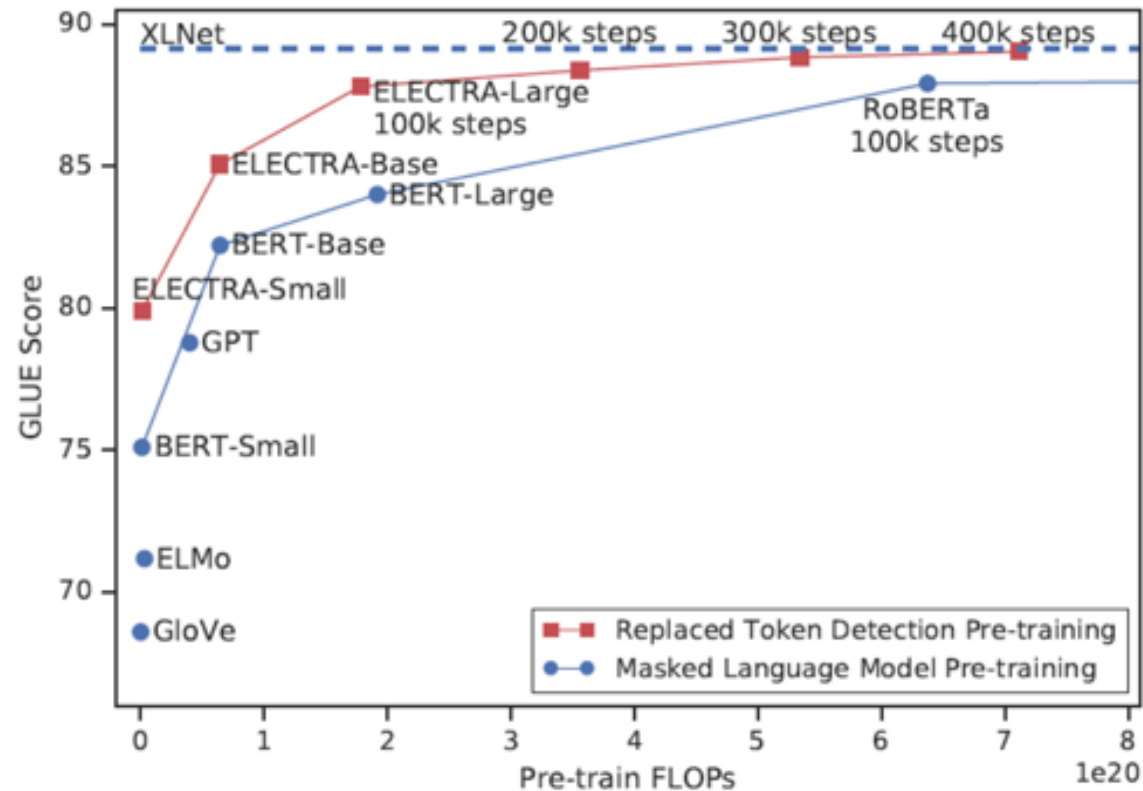 90
XLNet
200k steps
300k steps
400k steps
ELECTRA-Large
100k steps
RoBERTa
100k steps
85
ELECTRA-Base
BERT-Large
BERT-Base
ELECTRA-Small
80
GPT
75
BERT-Small
ELMo
70
GloVe
GLUE Score
Replaced Token Detection Pre-training
Masked Language Model Pre-training
0 1 2 3 4 5 6 7 8
Pre-train FLOPs
1e20